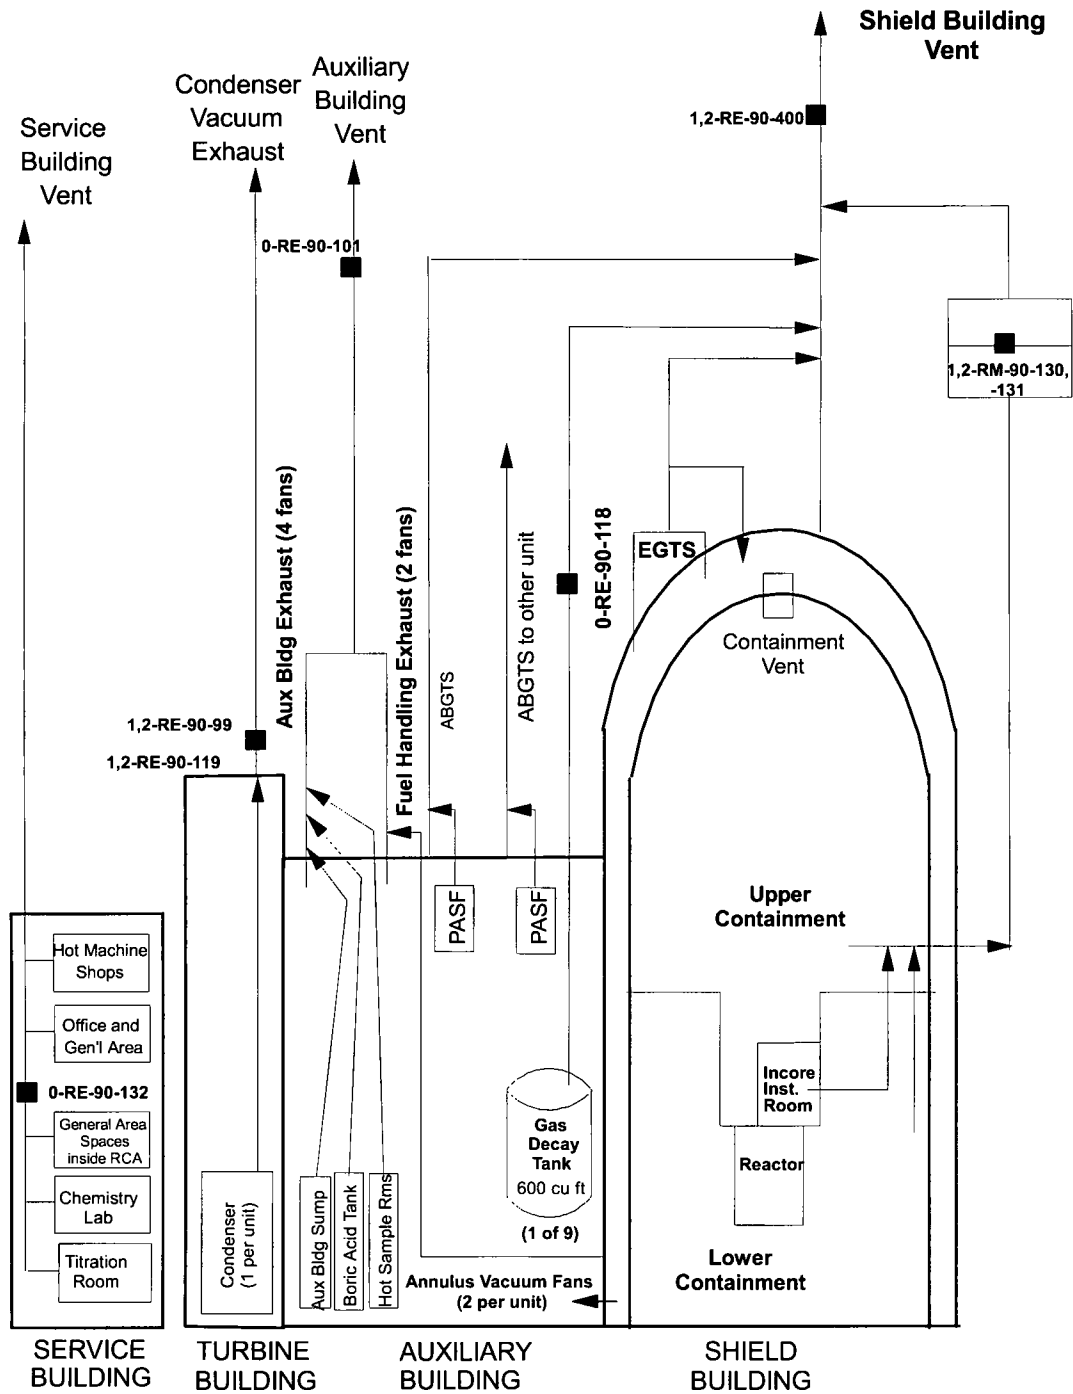 Shield Building
Vent
Auxiliary
Building
Vent
Condenser
Vacuum
Exhaust
Service
Building
Vent
1,2-RE-90-400
0-RE-90-101
1,2-RM-90-130,
-131
Aux Bldg Exhaust (4 fans)
Fuel Handling Exhaust (2 fans)
ABGTS
ABGTS to other unit
0-RE-90-118
EGTS
Containment
Vent
1,2-RE-90-99
1,2-RE-90-119
PASF
PASF
Upper
Containment
Hot Machine
Shops
Office and
Gen'l Area
0-RE-90-132
General Area
Spaces
inside RCA
Chemistry
Lab
Titration
Room
Condenser
(1 per unit)
Aux Bldg Sump
Boric Acid Tank
Hot Sample Rms
Gas
Decay
Tank
600 cu ft
(1 of 9)
Incore
Inst.
Room
Reactor
Lower
Containment
Annulus Vacuum Fans
(2 per unit)
SERVICE
BUILDING
TURBINE
BUILDING
AUXILIARY
BUILDING
SHIELD
BUILDING